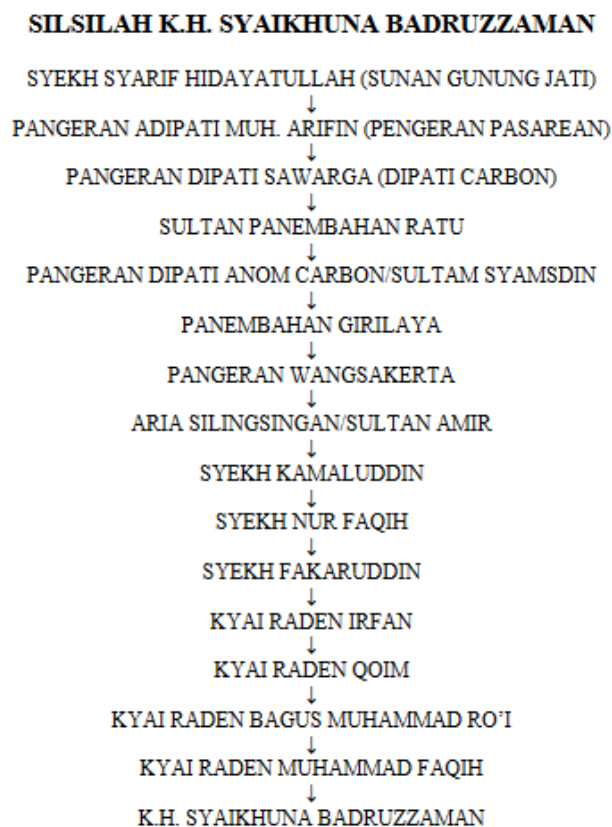 SILSILAH K.H. SYAIKHUNA BADRUZZAMAN
SYEKH SYARIF HIDAYATULLAH (SUNAN GUNUNG JATI)
↓
PANGERAN ADIPATI MUH. ARIFIN (PENGERAN PASAREAN)
↓
PANGERAN DIPATI SAWARGA (DIPATI CARBON)
↓
SULTAN PANEMBAHAN RATU
↓
PANGERAN DIPATI ANOM CARBON/SULTAM SYAMSDIN
↓
PANEMBAHAN GIRILAYA
↓
PANGERAN WANGSAKERTA
↓
ARIA SILINGSINGAN/SULTAN AMIR
↓
SYEKH KAMALUDDIN
↓
SYEKH NUR FAQIH
↓
SYEKH FAKARUDDIN
↓
KYAI RADEN IRFAN
↓
KYAI RADEN QOIM
↓
KYAI RADEN BAGUS MUHAMMAD RO’I
↓
KYAI RADEN MUHAMMAD FAQIH
↓
K.H. SYAIKHUNA BADRUZZAMAN